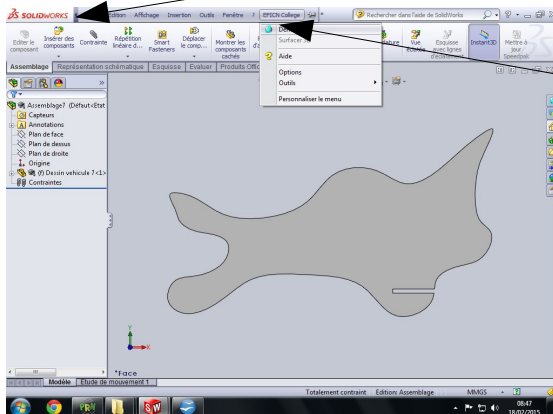 SOLIDWORKS Edition Affichage Insertion Outils Fenêtre ? EFICN College Rechercher dans l'aide de SolidWorks
Editer le composant
Insérer des composants
Contrainte
Répétition linéaire d...
Smart Fasteners
Déplacer le comp...
Montrer les composants cachés
Vue éclatée
Esquisse avec lignes d'éclatement
Instant3D
Mettre à jour Speedpak
Surfacer
Aide
Options
Outils
Personnaliser le menu
Assemblage Représentation schématique Esquisse Evaluer Produits Offi
Assemblage7 (Défaut<Etat
Capteurs
Annotations
Plan de face
Plan de dessus
Plan de droite
Origine
(f) Dessin vehicule 7<1>
Contraintes
Y
X
*Face
Modèle Etude de mouvement 1
Totalement contraint Edition: Assemblage MMGS
08:47
18/02/2015